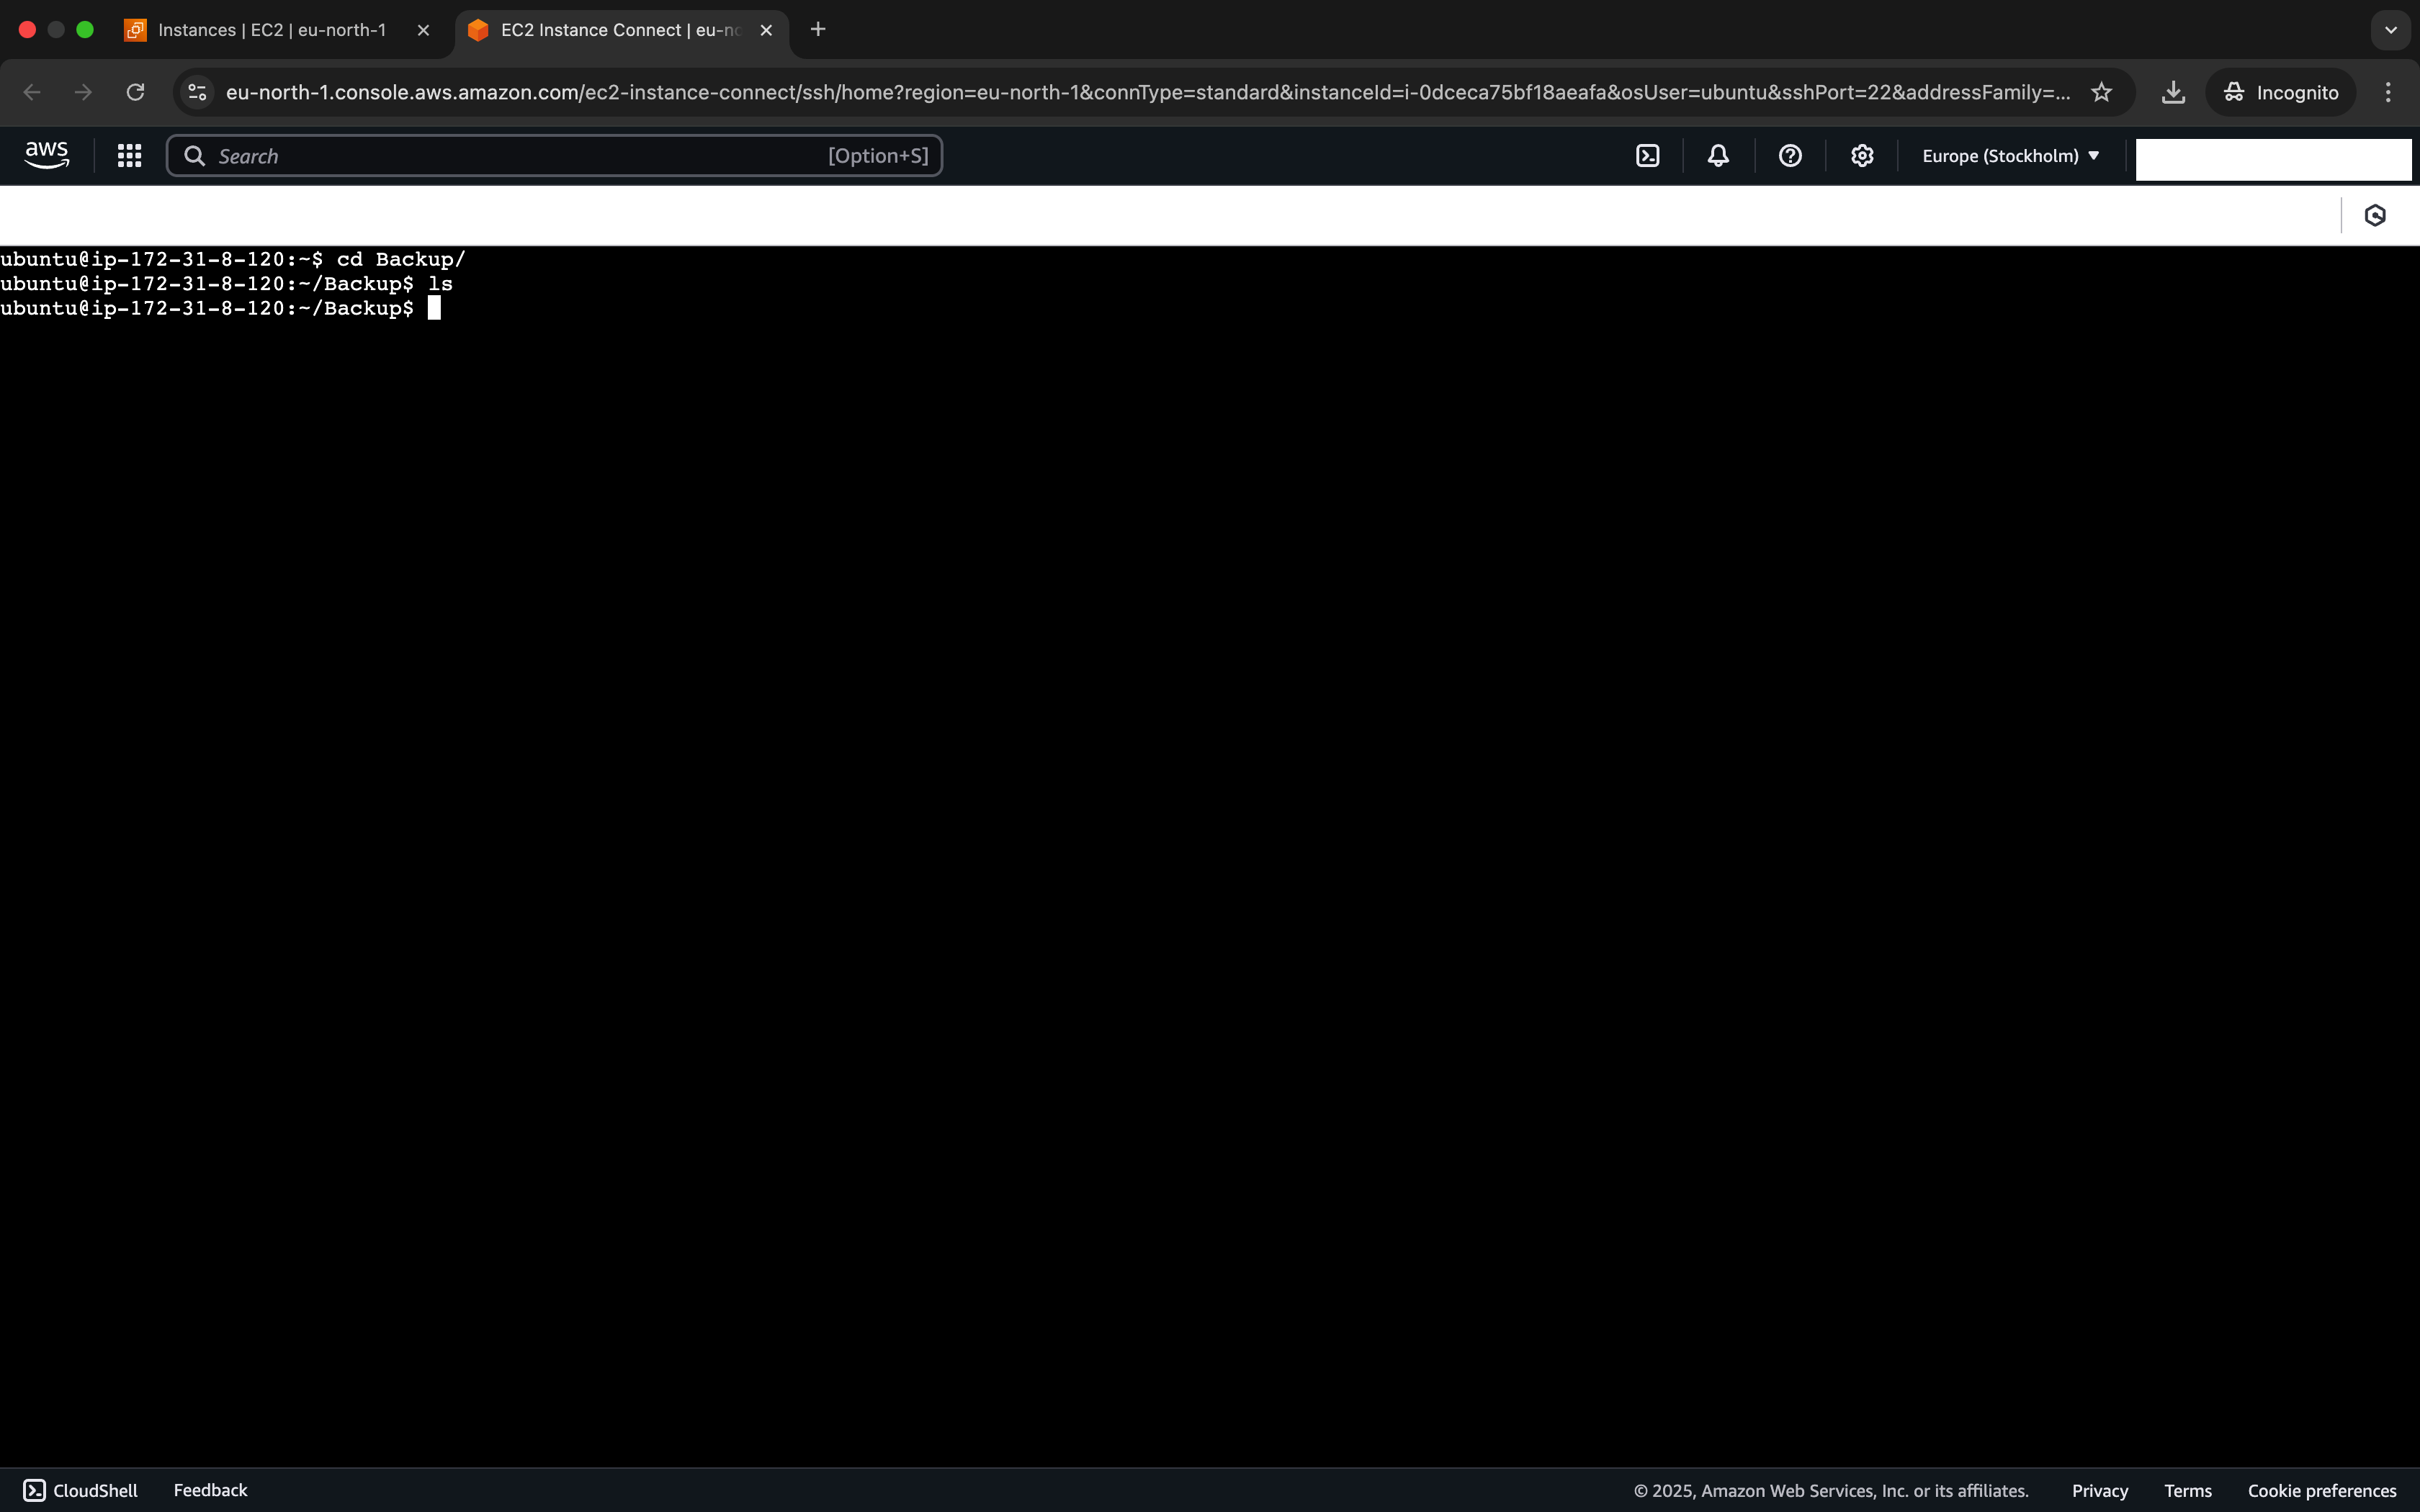 Instances | EC2 | eu-north-1
EC2 Instance Connect | eu-no
eu-north-1.console.aws.amazon.com/ec2-instance-connect/ssh/home?region=eu-north-1&connType=standard&instanceId=i-0dceca75bf18aeafa&osUser=ubuntu&sshPort=22&addressFamily=...
Incognito
aws
Search
[Option+S]
Europe (Stockholm)
ubuntu@ip-172-31-8-120:~$ cd Backup/
ubuntu@ip-172-31-8-120:~/Backup$ ls
ubuntu@ip-172-31-8-120:~/Backup$
CloudShell
Feedback
© 2025, Amazon Web Services, Inc. or its affiliates.
Privacy
Terms
Cookie preferences